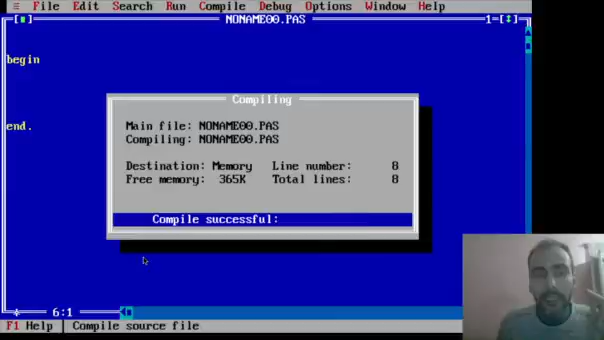 ≡ File Edit Search Run Compile Debug Options Window Help
[■] NONAME00.PAS 1=[↕]
begin
end.
Compiling
Main file: NONAME00.PAS
Compiling: NONAME00.PAS
Destination: Memory Line number: 8
Free memory: 365K Total lines: 8
Compile successful:
6:1
F1 Help | Compile source file